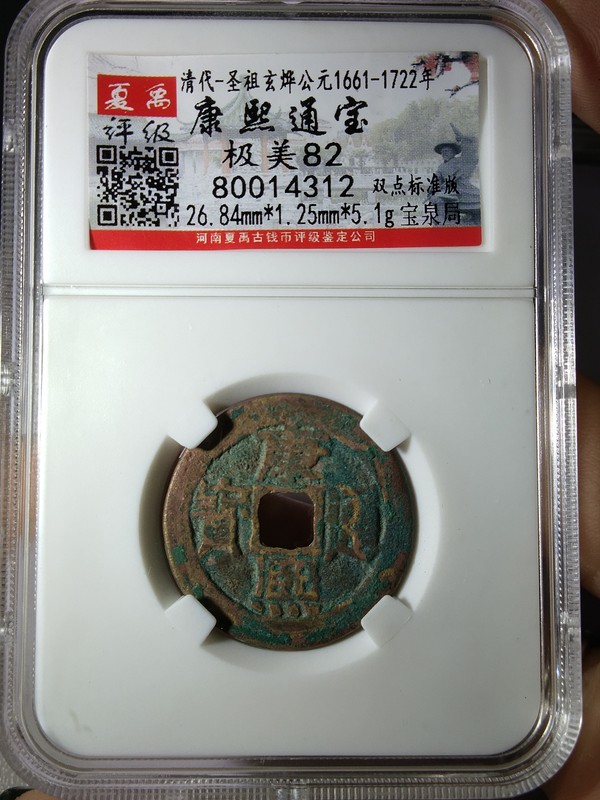 夏禹
评级
清代-圣祖玄烨公元1661-1722年
康熙通宝
极美82
80014312 双点标准版
26.84mm*1.25mm*5.1g 宝泉局
河南夏禹古钱币评级鉴定公司
康
寶 通
熙